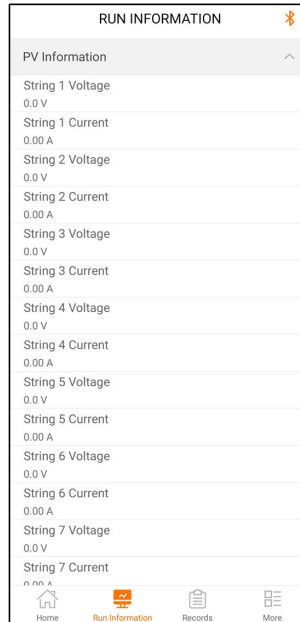 RUN INFORMATION
PV Information
String 1 Voltage
0.0 V
String 1 Current
0.00 A
String 2 Voltage
0.0 V
String 2 Current
0.00 A
String 3 Voltage
0.0 V
String 3 Current
0.00 A
String 4 Voltage
0.0 V
String 4 Current
0.00 A
String 5 Voltage
0.0 V
String 5 Current
0.00 A
String 6 Voltage
0.0 V
String 6 Current
0.00 A
String 7 Voltage
0.0 V
String 7 Current
0.00 A
Home Run Information Records More